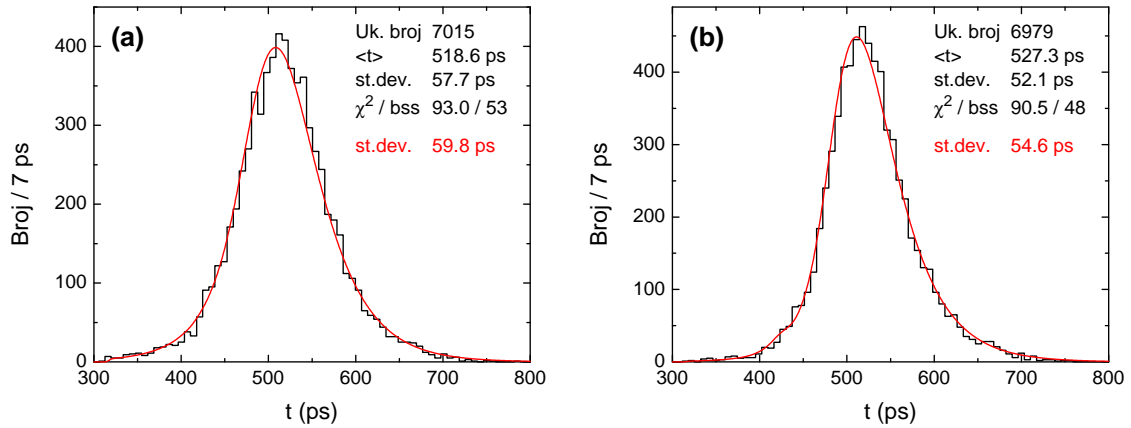 (a)
Uk. broj 7015
<t> 518.6 ps
st.dev. 57.7 ps
χ² / bss 93.0 / 53
st.dev. 59.8 ps
Broj / 7 ps
400
300
200
100
0
300 400 500 600 700 800
t (ps)
(b)
Uk. broj 6979
<t> 527.3 ps
st.dev. 52.1 ps
χ² / bss 90.5 / 48
st.dev. 54.6 ps
Broj / 7 ps
450
300
150
0
300 400 500 600 700 800
t (ps)